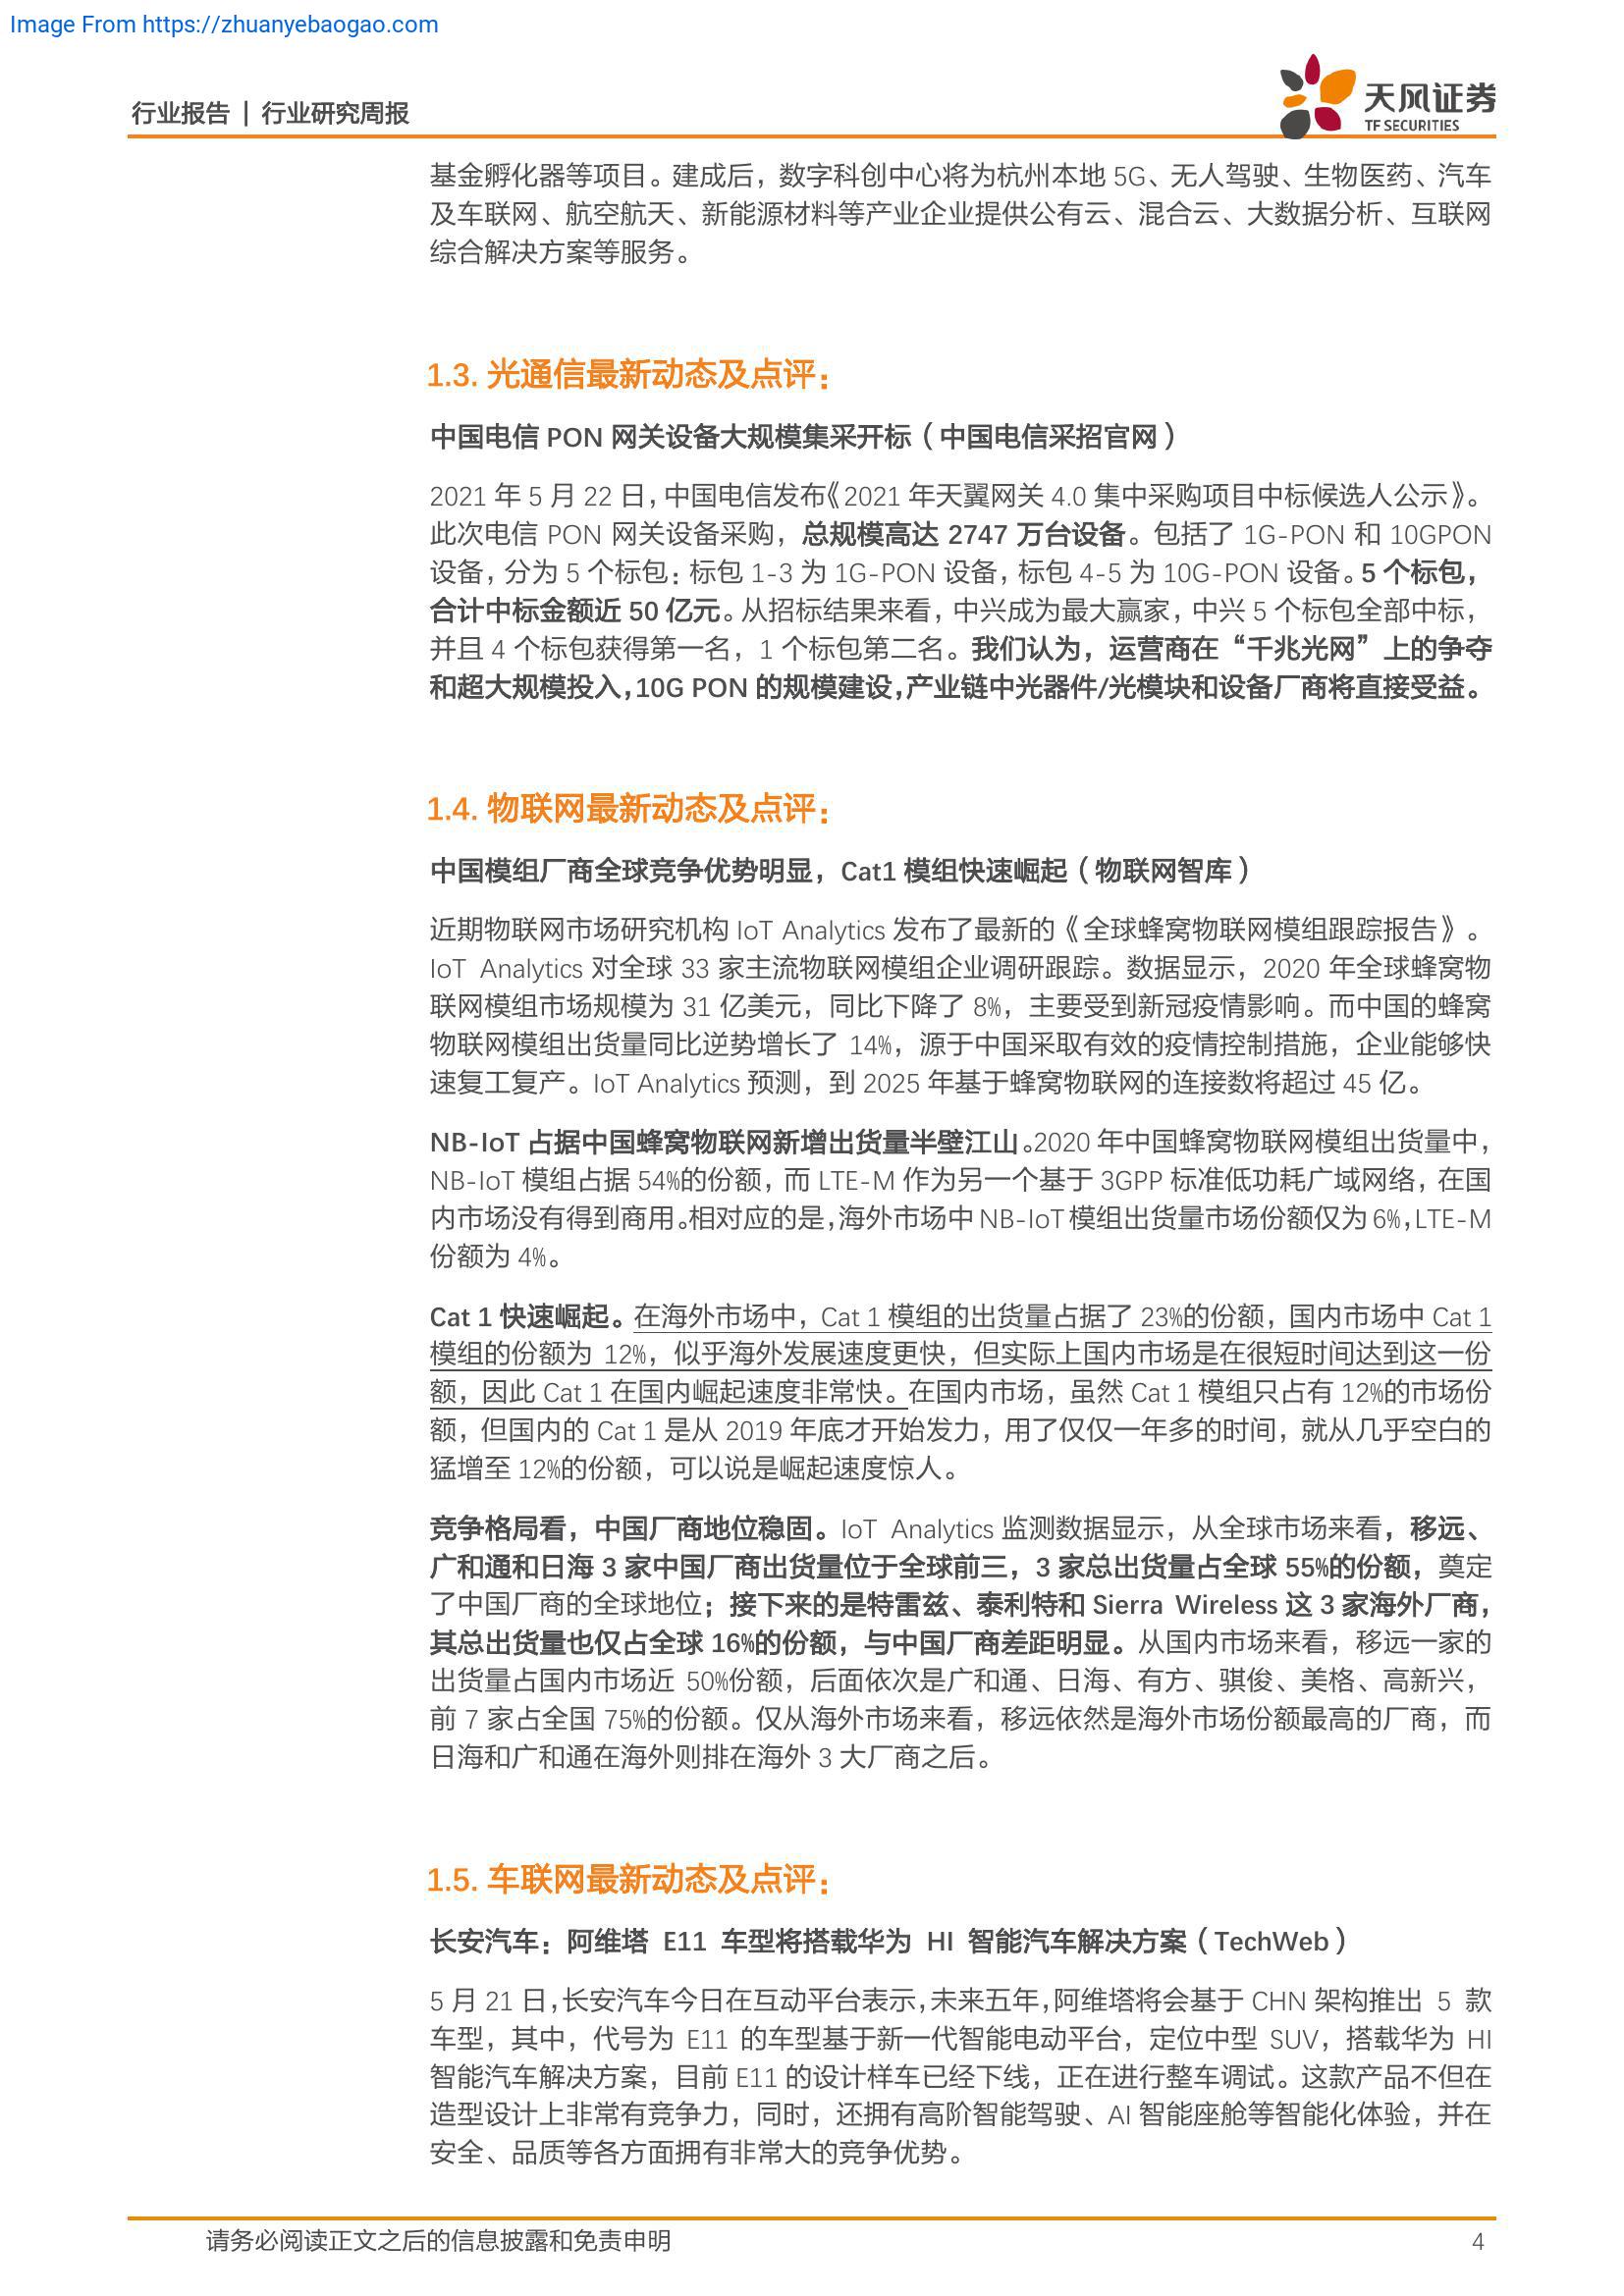 Image From https://zhuanyebaogao.com
行业报告 | 行业研究周报
天风证券
TF SECURITIES
基金孵化器等项目。建成后，数字科创中心将为杭州本地 5G、无人驾驶、生物医药、汽车
及车联网、航空航天、新能源材料等产业企业提供公有云、混合云、大数据分析、互联网
综合解决方案等服务。
1.3. 光通信最新动态及点评：
中国电信 PON 网关设备大规模集采开标（中国电信采招官网）
2021 年 5 月 22 日，中国电信发布《2021 年天翼网关 4.0 集中采购项目中标候选人公示》。
此次电信 PON 网关设备采购，总规模高达 2747 万台设备。包括了 1G-PON 和 10GPON
设备，分为 5 个标包：标包 1-3 为 1G-PON 设备，标包 4-5 为 10G-PON 设备。5 个标包，
合计中标金额近 50 亿元。从招标结果来看，中兴成为最大赢家，中兴 5 个标包全部中标，
并且 4 个标包获得第一名，1 个标包第二名。我们认为，运营商在“千兆光网”上的争夺
和超大规模投入，10G PON 的规模建设，产业链中光器件/光模块和设备厂商将直接受益。
1.4. 物联网最新动态及点评：
中国模组厂商全球竞争优势明显，Cat1 模组快速崛起（物联网智库）
近期物联网市场研究机构 IoT Analytics 发布了最新的《全球蜂窝物联网模组跟踪报告》。
IoT Analytics 对全球 33 家主流物联网模组企业调研跟踪。数据显示，2020 年全球蜂窝物
联网模组市场规模为 31 亿美元，同比下降了 8%，主要受到新冠疫情影响。而中国的蜂窝
物联网模组出货量同比逆势增长了 14%，源于中国采取有效的疫情控制措施，企业能够快
速复工复产。IoT Analytics 预测，到 2025 年基于蜂窝物联网的连接数将超过 45 亿。
NB-IoT 占据中国蜂窝物联网新增出货量半壁江山。2020 年中国蜂窝物联网模组出货量中，
NB-IoT 模组占据 54%的份额，而 LTE-M 作为另一个基于 3GPP 标准低功耗广域网络，在国
内市场没有得到商用。相对应的是，海外市场中 NB-IoT 模组出货量市场份额仅为 6%，LTE-M
份额为 4%。
Cat 1 快速崛起。在海外市场中，Cat 1 模组的出货量占据了 23%的份额，国内市场中 Cat 1
模组的份额为 12%，似乎海外发展速度更快，但实际上国内市场是在很短时间达到这一份
额，因此 Cat 1 在国内崛起速度非常快。在国内市场，虽然 Cat 1 模组只占有 12%的市场份
额，但国内的 Cat 1 是从 2019 年底才开始发力，用了仅仅一年多的时间，就从几乎空白的
猛增至 12%的份额，可以说是崛起速度惊人。
竞争格局看，中国厂商地位稳固。IoT Analytics 监测数据显示，从全球市场来看，移远、
广和通和日海 3 家中国厂商出货量位于全球前三，3 家总出货量占全球 55%的份额，奠定
了中国厂商的全球地位；接下来的是特雷兹、泰利特和 Sierra Wireless 这 3 家海外厂商，
其总出货量也仅占全球 16%的份额，与中国厂商差距明显。从国内市场来看，移远一家的
出货量占国内市场近 50%份额，后面依次是广和通、日海、有方、骐俊、美格、高新兴，
前 7 家占全国 75%的份额。仅从海外市场来看，移远依然是海外市场份额最高的厂商，而
日海和广和通在海外则排在海外 3 大厂商之后。
1.5. 车联网最新动态及点评：
长安汽车：阿维塔 E11 车型将搭载华为 HI 智能汽车解决方案（TechWeb）
5 月 21 日，长安汽车今日在互动平台表示，未来五年，阿维塔将会基于 CHN 架构推出 5 款
车型，其中，代号为 E11 的车型基于新一代智能电动平台，定位中型 SUV，搭载华为 HI
智能汽车解决方案，目前 E11 的设计样车已经下线，正在进行整车调试。这款产品不但在
造型设计上非常有竞争力，同时，还拥有高阶智能驾驶、AI 智能座舱等智能化体验，并在
安全、品质等各方面拥有非常大的竞争优势。
请务必阅读正文之后的信息披露和免责申明
4